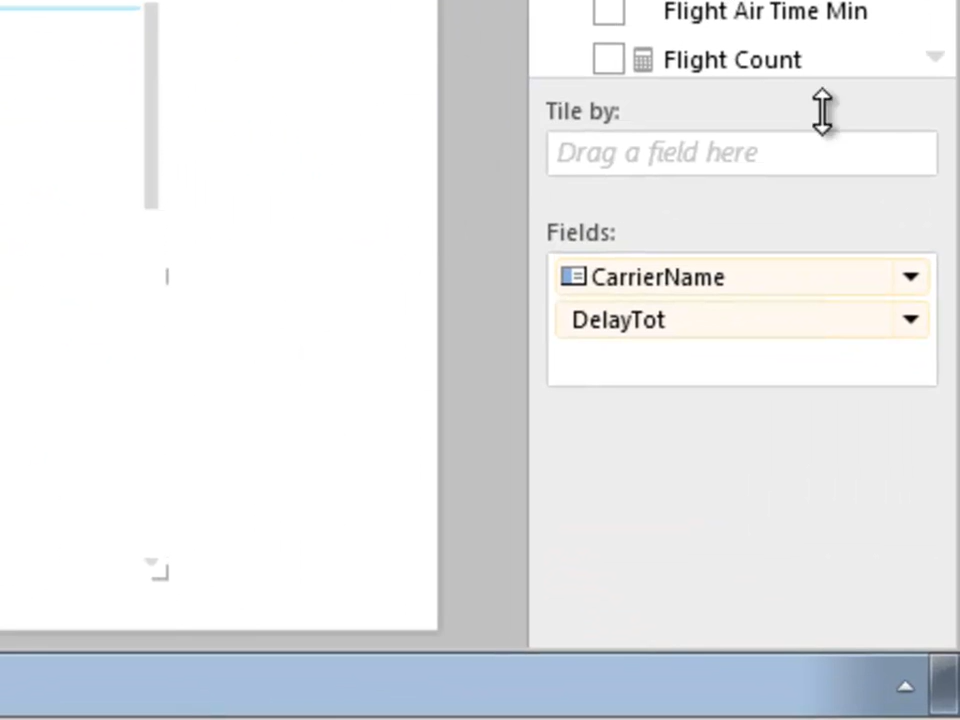 Flight Air Time Min
Flight Count
Tile by:
Drag a field here
Fields:
CarrierName
DelayTot